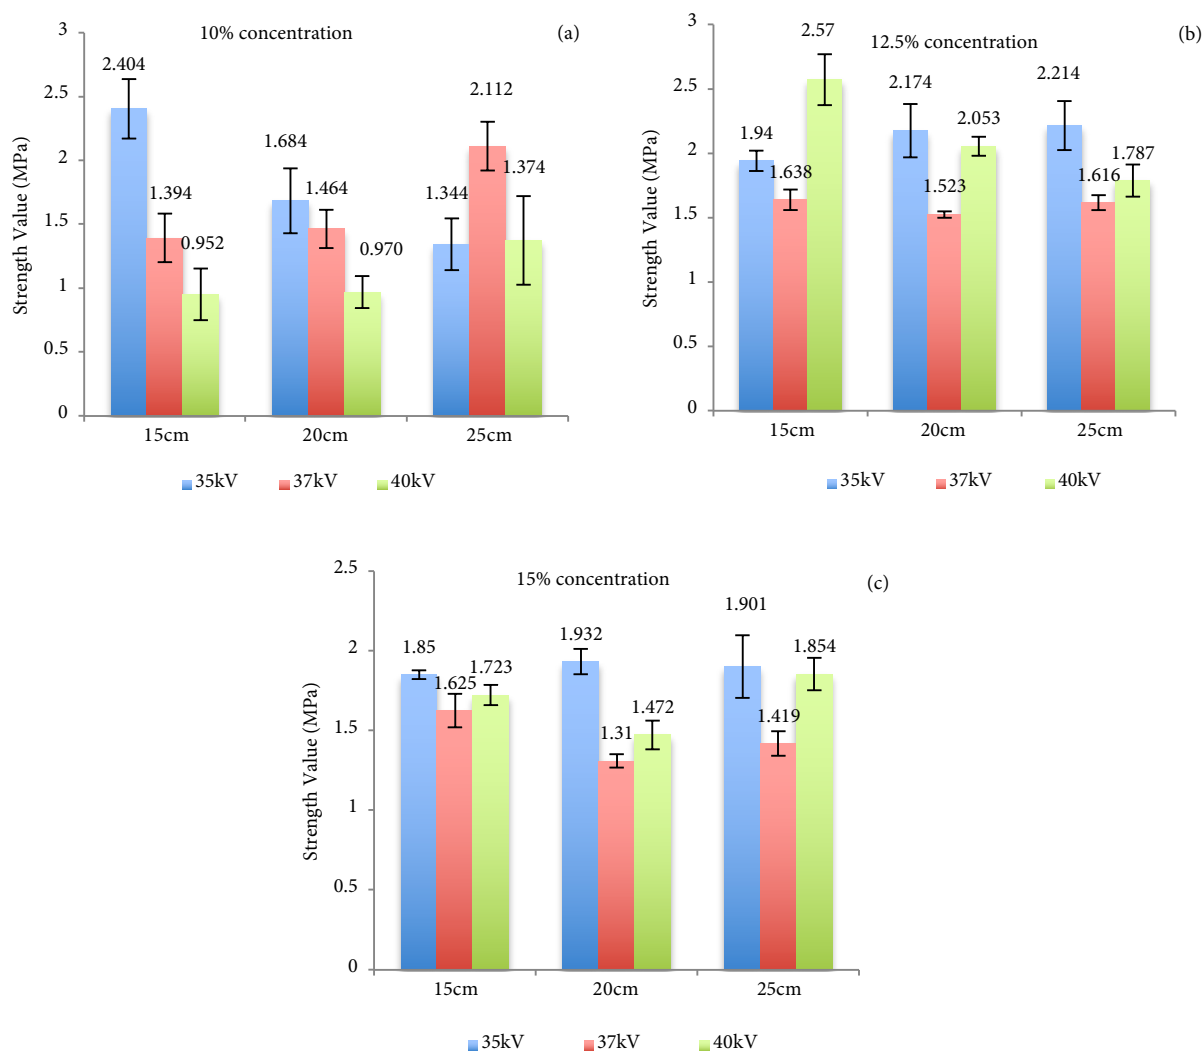 10% concentration
(a)
Strength Value (MPa)
3
2.5
2
1.5
1
0.5
0
2.404
1.394
0.952
1.684
1.464
0.970
1.344
2.112
1.374
15cm
20cm
25cm
35kV
37kV
40kV
12.5% concentration
(b)
Strength Value (MPa)
3
2.5
2
1.5
1
0.5
0
1.94
1.638
2.57
2.174
1.523
2.053
2.214
1.616
1.787
15cm
20cm
25cm
35kV
37kV
40kV
15% concentration
(c)
Strength Value (MPa)
2.5
2
1.5
1
0.5
0
1.85
1.625
1.723
1.932
1.31
1.472
1.901
1.419
1.854
15cm
20cm
25cm
35kV
37kV
40kV